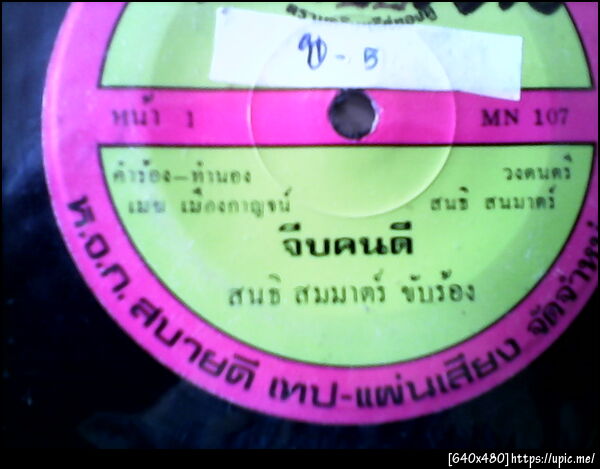 ข - 5
หน้า 1
MN 107
คำร้อง-ทำนอง
วงดนตรี
เมฆ เมืองกาญจน์
สนธิ สมมาตร์
จีบคนดี
สนธิ สมมาตร์ ขับร้อง
ห.จ.ก. สบายดี เทป-แผ่นเสียง จัดจำหน่
[640x480]https://upic.me/